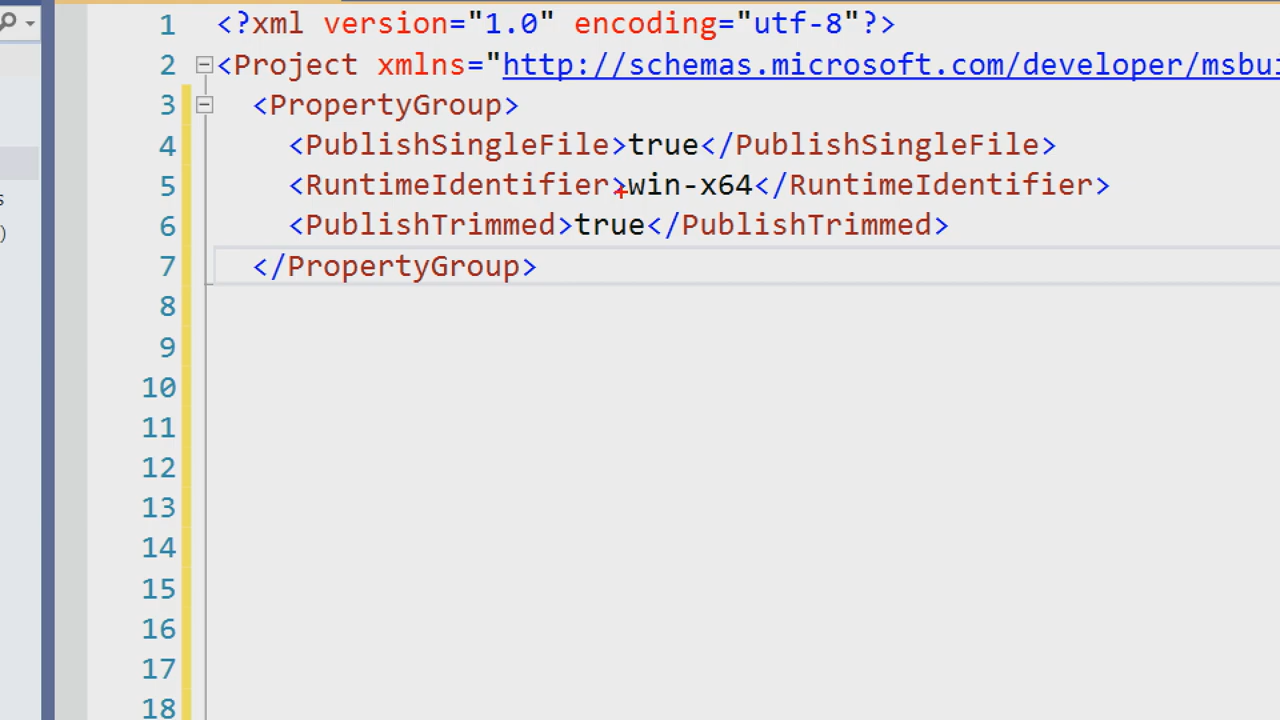 1 <?xml version="1.0" encoding="utf-8"?>
2 <Project xmlns="http://schemas.microsoft.com/developer/msbui
3 <PropertyGroup>
4 <PublishSingleFile>true</PublishSingleFile>
5 <RuntimeIdentifier>win-x64</RuntimeIdentifier>
6 <PublishTrimmed>true</PublishTrimmed>
7 </PropertyGroup>
8
9
10
11
12
13
14
15
16
17
18
s
)